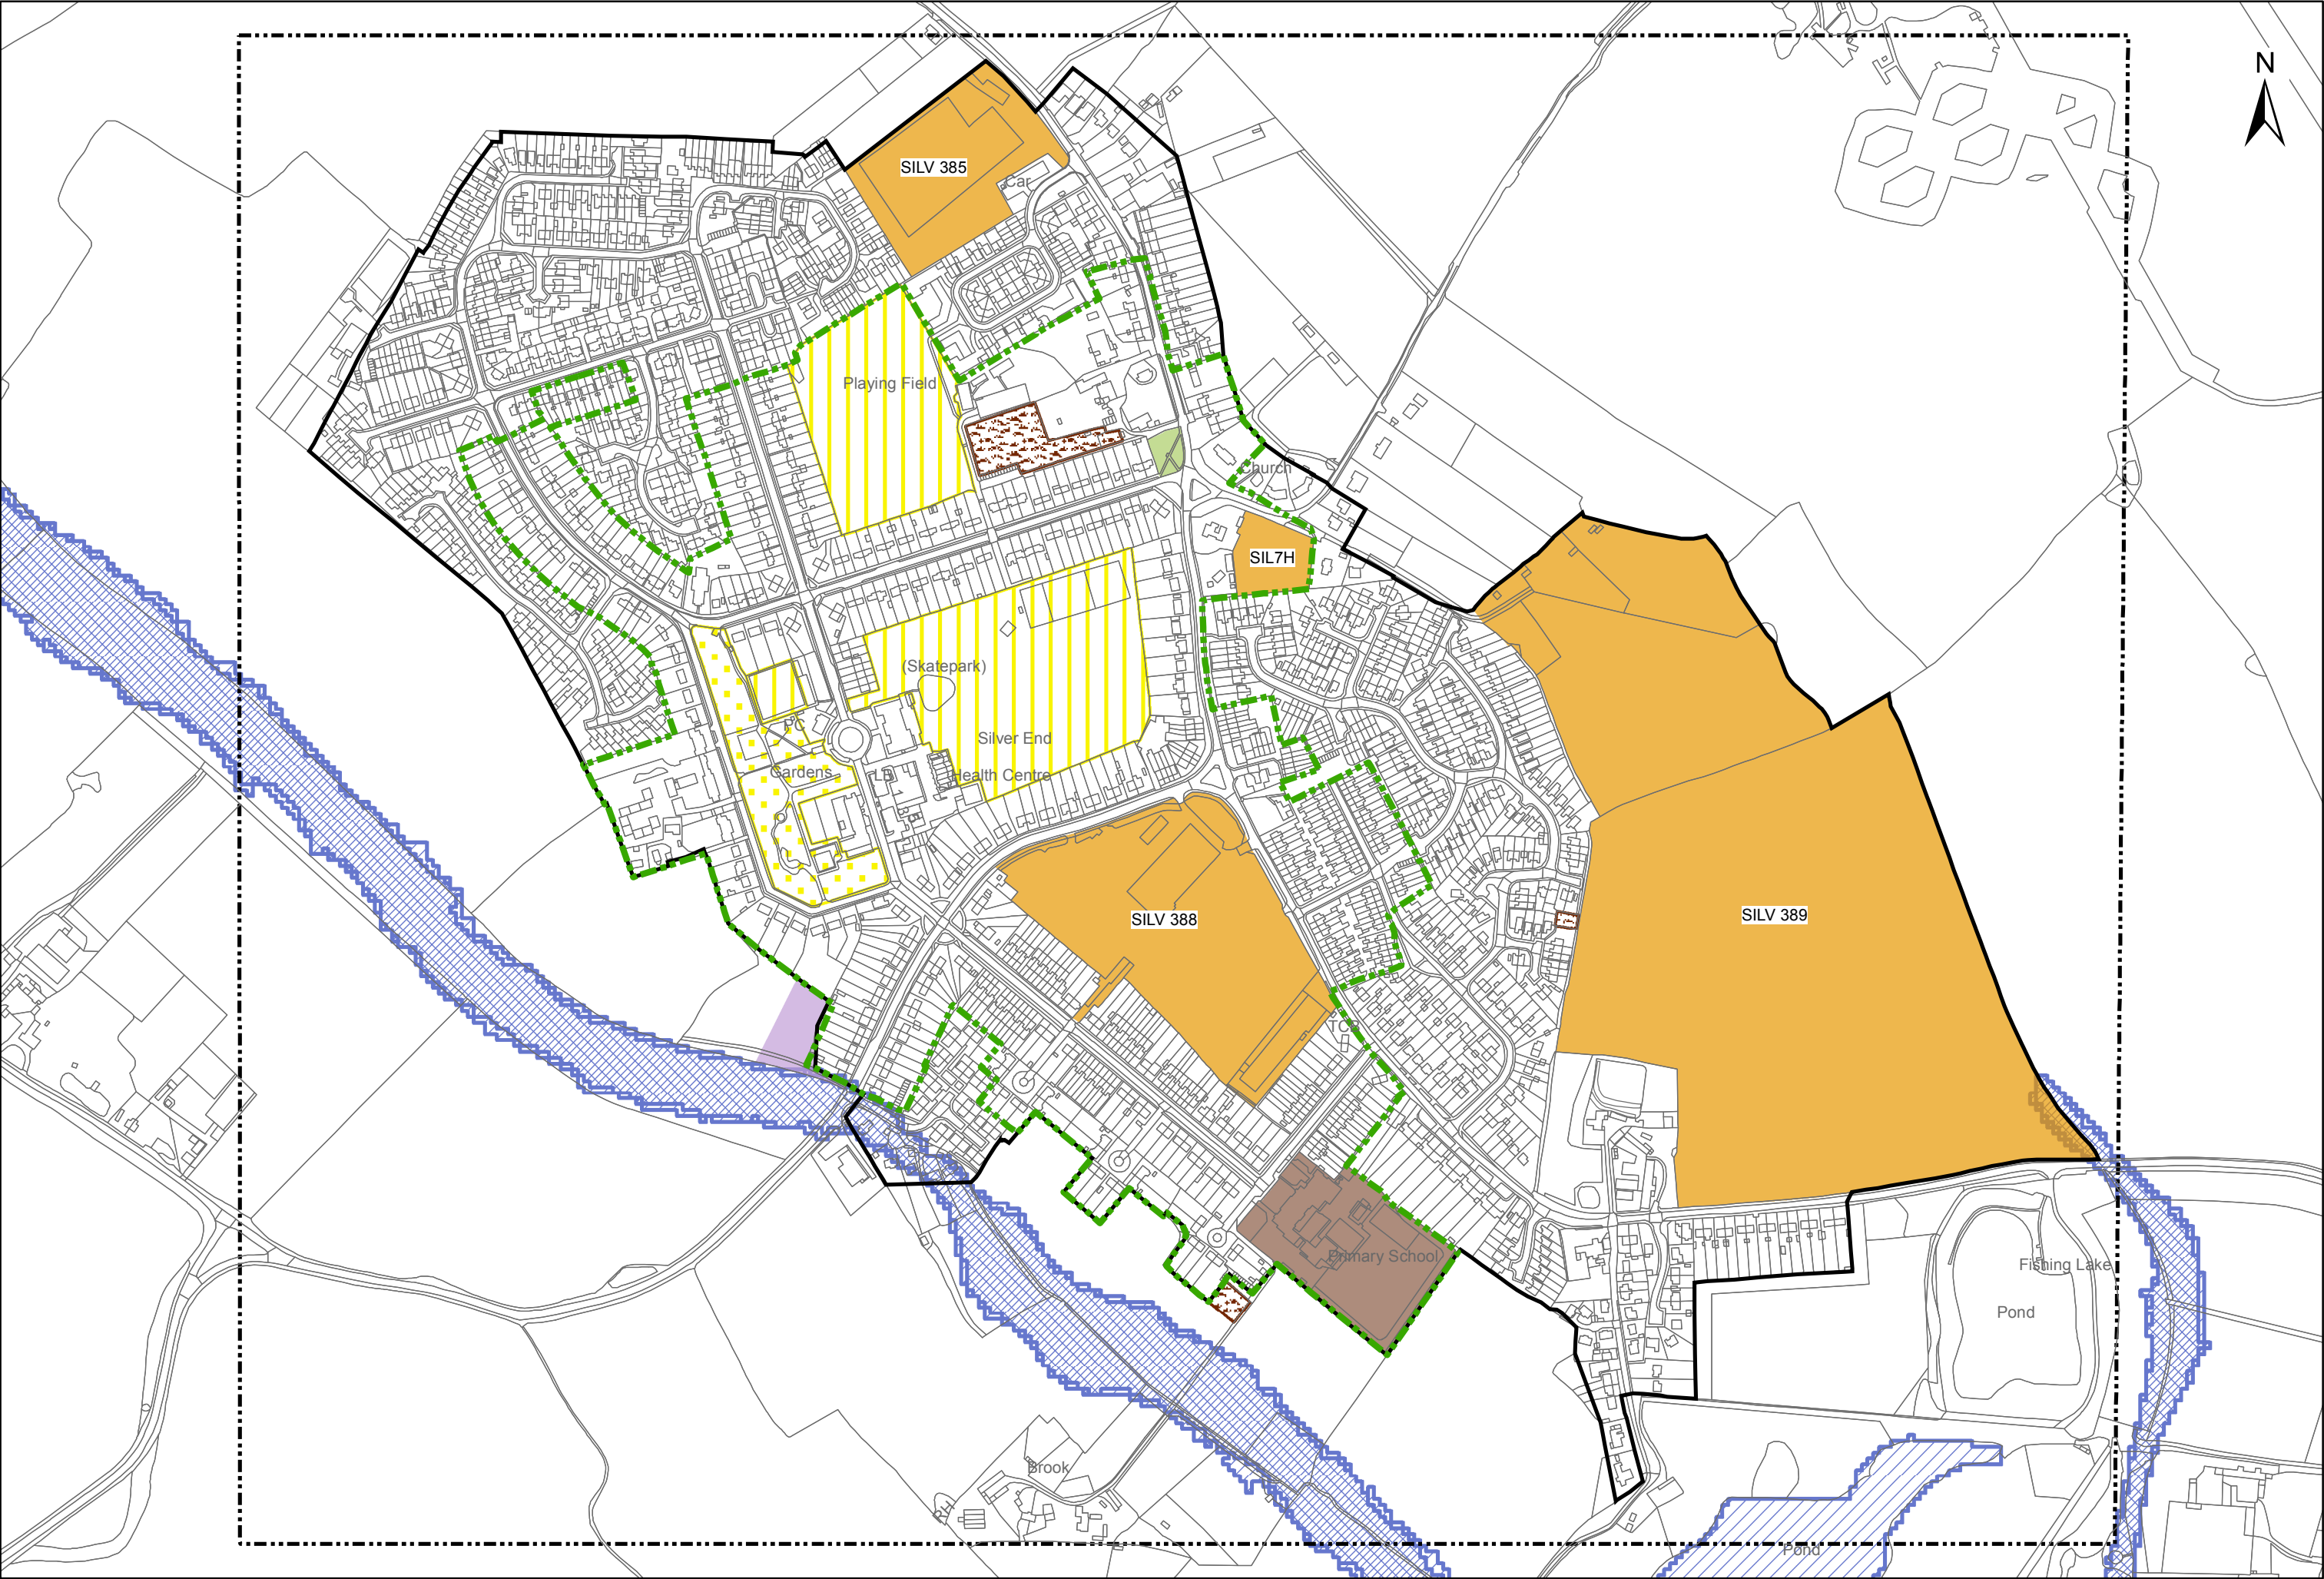 N
SILV 385
Car
Playing Field
Church
SIL7H
(Skatepark)
PC
Silver End
Gardens
LB
Health Centre
SILV 388
SILV 389
TCB
Primary School
Fishing Lake
Pond
Brook
RH
Pond